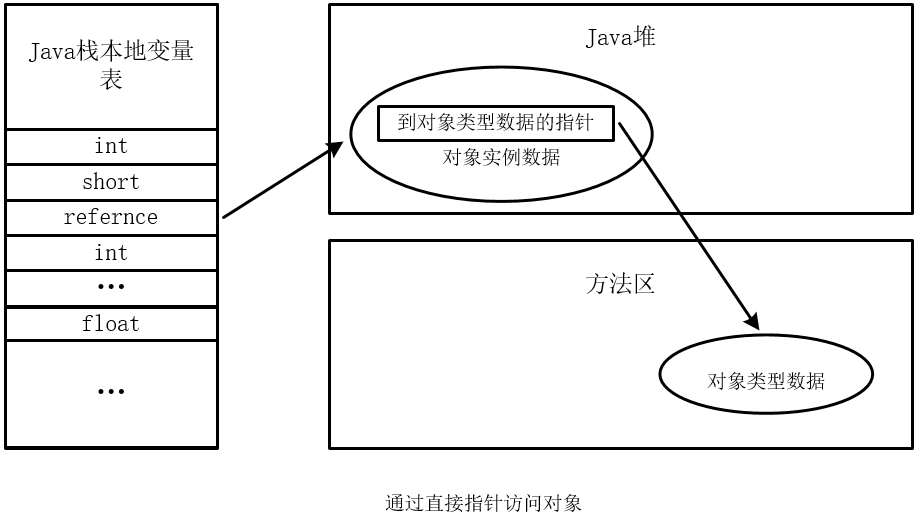 Java栈本地变量
表
int
short
refernce
int
...
float
...
Java堆
到对象类型数据的指针
对象实例数据
方法区
对象类型数据
通过直接指针访问对象